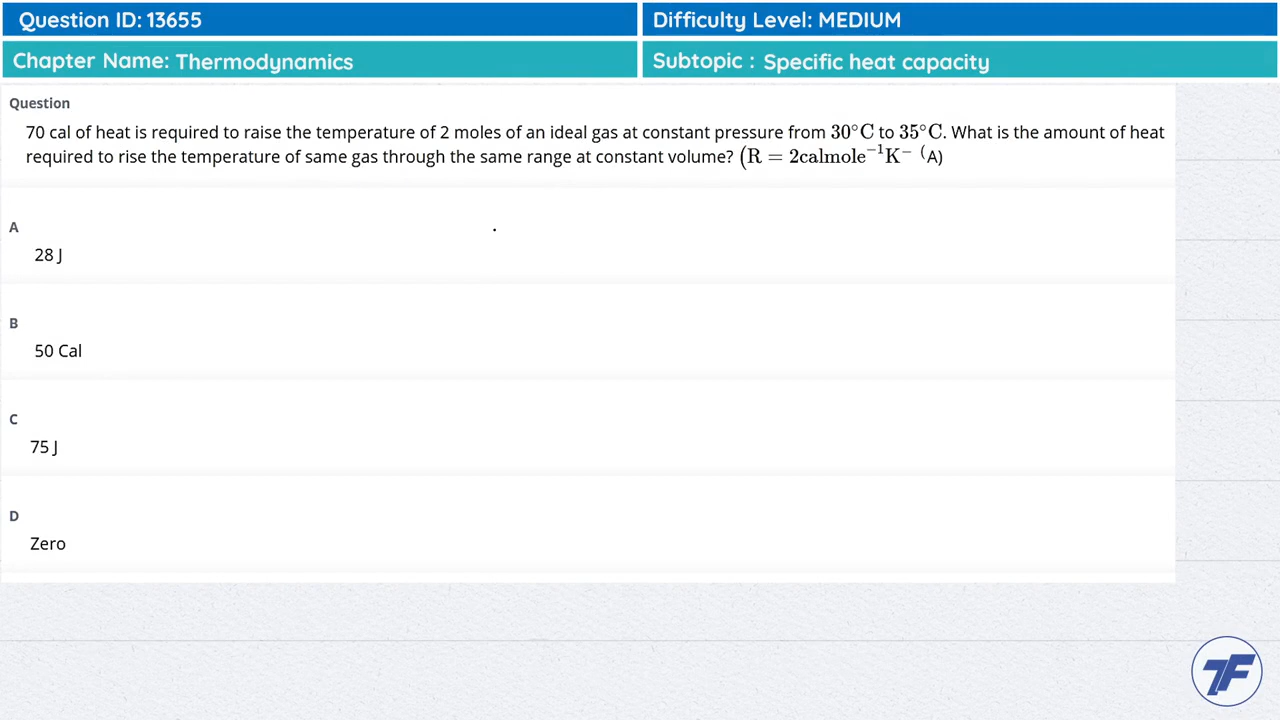 Question ID: 13655
Difficulty Level: MEDIUM
Chapter Name: Thermodynamics
Subtopic : Specific heat capacity
Question
70 cal of heat is required to raise the temperature of 2 moles of an ideal gas at constant pressure from 30°C to 35°C. What is the amount of heat
required to rise the temperature of same gas through the same range at constant volume? (R = 2calmole⁻¹K⁻ ⁽A)
A
28 J
B
50 Cal
C
75 J
D
Zero
TF